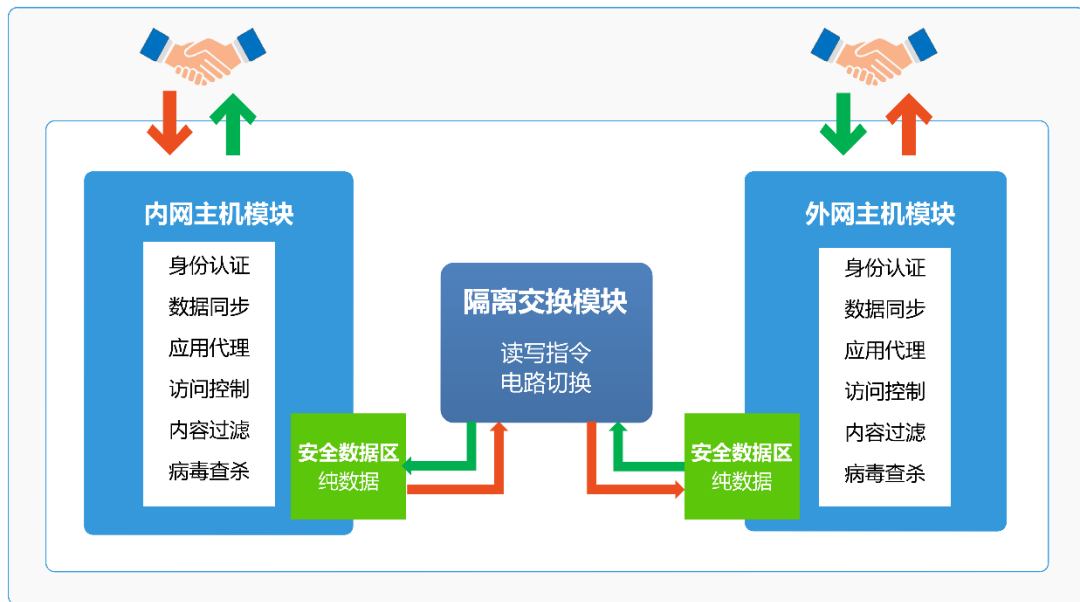 内网主机模块
身份认证
数据同步
应用代理
访问控制
内容过滤
病毒查杀
安全数据区
纯数据
隔离交换模块
读写指令
电路切换
安全数据区
纯数据
外网主机模块
身份认证
数据同步
应用代理
访问控制
内容过滤
病毒查杀